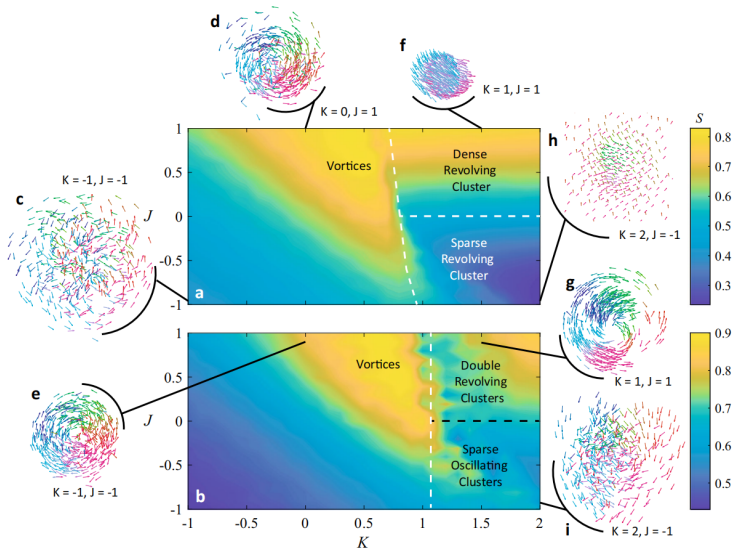 d
f
K = 0, J = 1
K = 1, J = 1
S
h
K = -1, J = -1
c
J
1
0.5
0
-0.5
-1
Vortices
Dense
Revolving
Cluster
Sparse
Revolving
Cluster
a
0.8
0.7
0.6
0.5
0.4
0.3
K = 2, J = -1
g
e
J
1
0.5
0
-0.5
-1
Vortices
Double
Revolving
Clusters
Sparse
Oscillating
Clusters
b
K = 1, J = 1
0.9
0.8
0.7
0.6
0.5
K = -1, J = -1
-1
-0.5
0
0.5
1
1.5
2
K
i
K = 2, J = -1